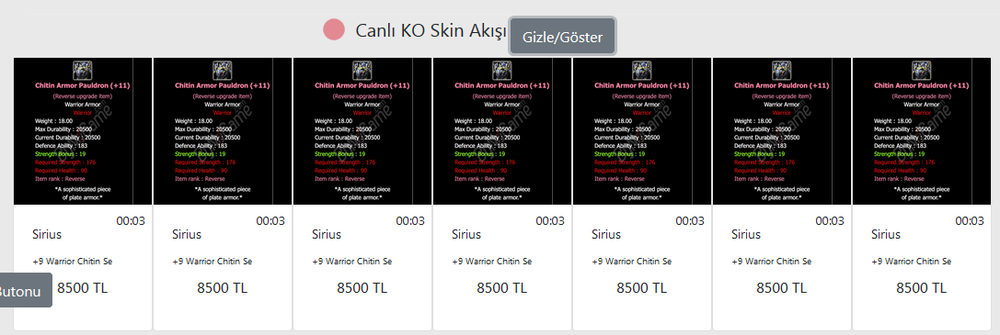 Canlı KO Skin Akışı
Gizle/Göster
Chitin Armor Pauldron (+11)
(Reverse upgrade item)
Warrior Armor
Warrior
Weight : 18.00
Max Durability : 20500
Current Durability : 20500
Defence Ability : 183
Strength Bonus : 19
Required Strength : 176
Required Health : 90
Item rank : Reverse
*A sophisticated piece
of plate armor.*
00:03
Sirius
+9 Warrior Chitin Se
8500 TL
Chitin Armor Pauldron (+11)
(Reverse upgrade item)
Warrior Armor
Warrior
Weight : 18.00
Max Durability : 20500
Current Durability : 20500
Defence Ability : 183
Strength Bonus : 19
Required Strength : 176
Required Health : 90
Item rank : Reverse
*A sophisticated piece
of plate armor.*
00:03
Sirius
+9 Warrior Chitin Se
8500 TL
Chitin Armor Pauldron (+11)
(Reverse upgrade item)
Warrior Armor
Warrior
Weight : 18.00
Max Durability : 20500
Current Durability : 20500
Defence Ability : 183
Strength Bonus : 19
Required Strength : 176
Required Health : 90
Item rank : Reverse
*A sophisticated piece
of plate armor.*
00:03
Sirius
+9 Warrior Chitin Se
8500 TL
Chitin Armor Pauldron (+11)
(Reverse upgrade item)
Warrior Armor
Warrior
Weight : 18.00
Max Durability : 20500
Current Durability : 20500
Defence Ability : 183
Strength Bonus : 19
Required Strength : 176
Required Health : 90
Item rank : Reverse
*A sophisticated piece
of plate armor.*
00:03
Sirius
+9 Warrior Chitin Se
8500 TL
Chitin Armor Pauldron (+11)
(Reverse upgrade item)
Warrior Armor
Warrior
Weight : 18.00
Max Durability : 20500
Current Durability : 20500
Defence Ability : 183
Strength Bonus : 19
Required Strength : 176
Required Health : 90
Item rank : Reverse
*A sophisticated piece
of plate armor.*
00:03
Sirius
+9 Warrior Chitin Se
8500 TL
Chitin Armor Pauldron (+11)
(Reverse upgrade item)
Warrior Armor
Warrior
Weight : 18.00
Max Durability : 20500
Current Durability : 20500
Defence Ability : 183
Strength Bonus : 19
Required Strength : 176
Required Health : 90
Item rank : Reverse
*A sophisticated piece
of plate armor.*
00:03
Sirius
+9 Warrior Chitin Se
8500 TL
Chitin Armor Pauldron (+11)
(Reverse upgrade item)
Warrior Armor
Warrior
Weight : 18.00
Max Durability : 20500
Current Durability : 20500
Defence Ability : 183
Strength Bonus : 19
Required Strength : 176
Required Health : 90
Item rank : Reverse
*A sophisticated piece
of plate armor.*
00:03
Sirius
+9 Warrior Chitin Se
8500 TL
Butonu